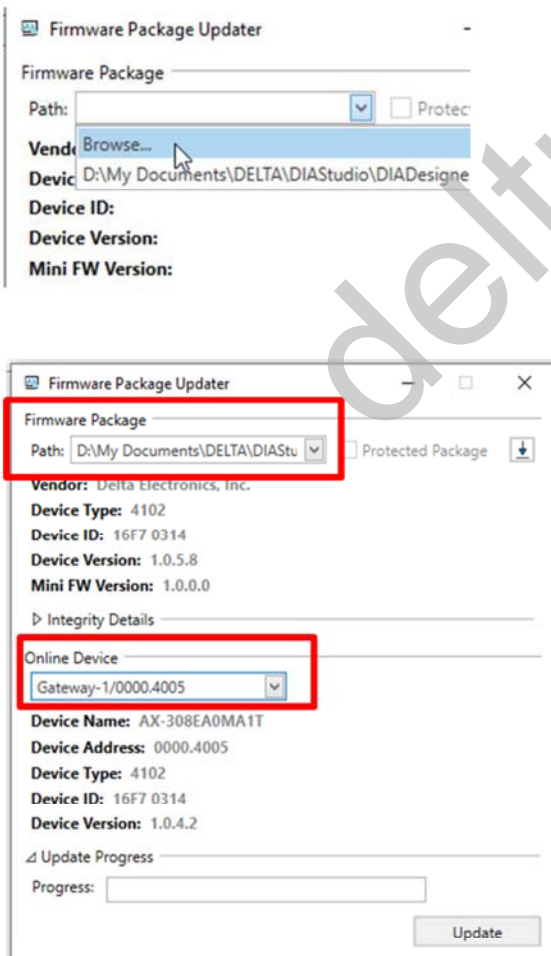 Firmware Package Updater
Firmware Package
Path:
Browse...
D:\My Documents\DELTA\DIAStudio\DIADesigne
Device ID:
Device Version:
Mini FW Version:
Firmware Package Updater
Firmware Package
Path: D:\My Documents\DELTA\DIAStu Protected Package
Vendor: Delta Electronics, Inc.
Device Type: 4102
Device ID: 16F7 0314
Device Version: 1.0.5.8
Mini FW Version: 1.0.0.0
Integrity Details
Online Device
Gateway-1/0000.4005
Device Name: AX-308EA0MA1T
Device Address: 0000.4005
Device Type: 4102
Device ID: 16F7 0314
Device Version: 1.0.4.2
Update Progress
Progress:
Update